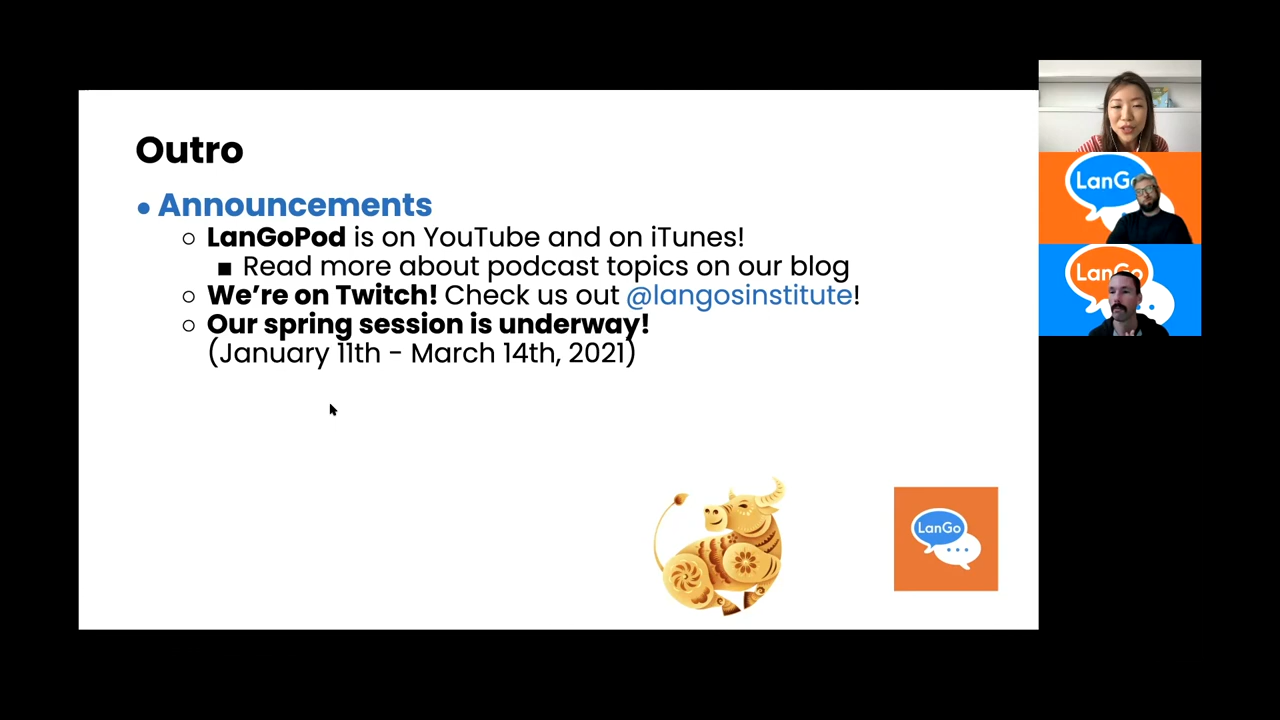 Outro
• Announcements
○ LanGoPod is on YouTube and on iTunes!
■ Read more about podcast topics on our blog
○ We're on Twitch! Check us out @langosinstitute!
○ Our spring session is underway!
(January 11th - March 14th, 2021)
LanGo
LanGo
LanGo